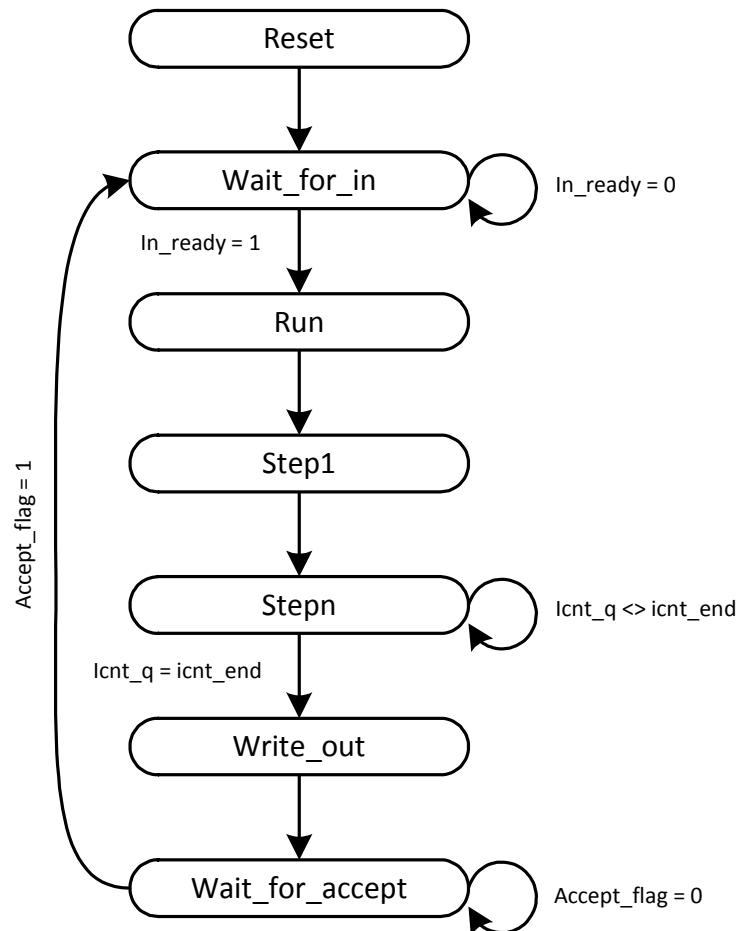 Reset
Wait_for_in
In_ready = 0
In_ready = 1
Run
Step1
Accept_flag = 1
Stepn
Icnt_q <> icnt_end
Icnt_q = icnt_end
Write_out
Wait_for_accept
Accept_flag = 0